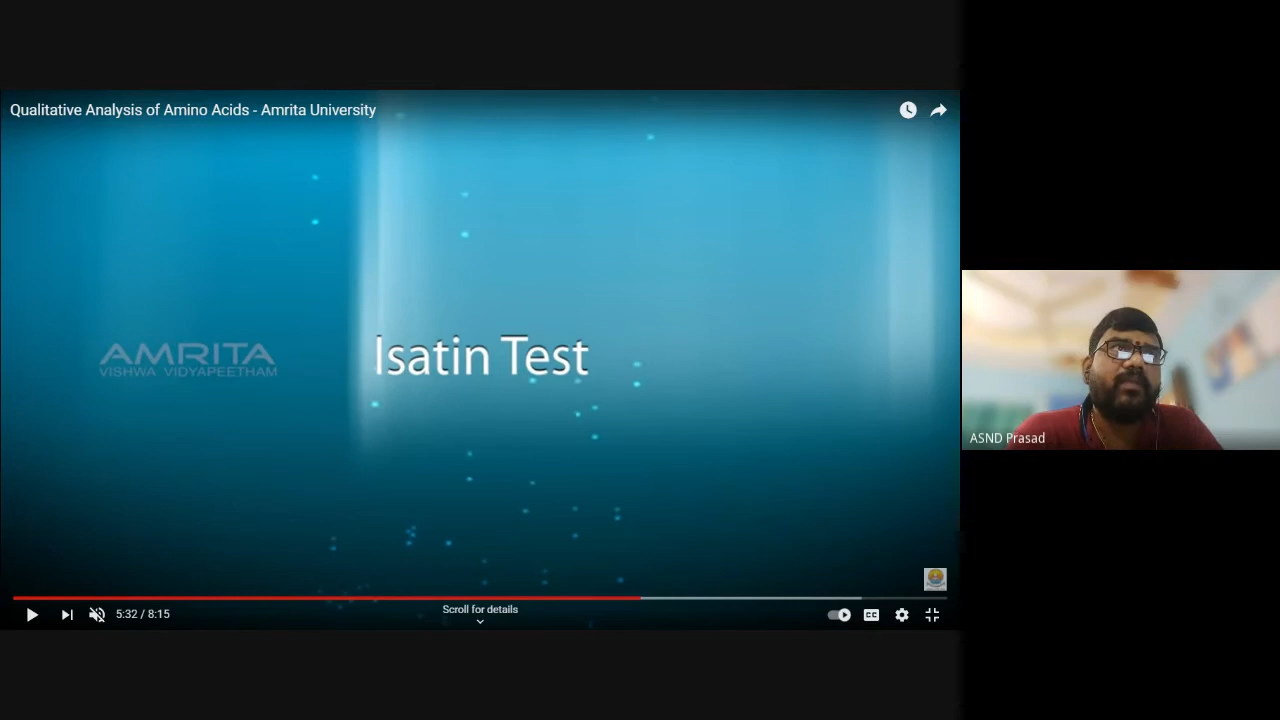 Qualitative Analysis of Amino Acids - Amrita University
AMRITA
VISHWA VIDYAPEETHAM
Isatin Test
ASND Prasad
5:32 / 8:15
Scroll for details
CC